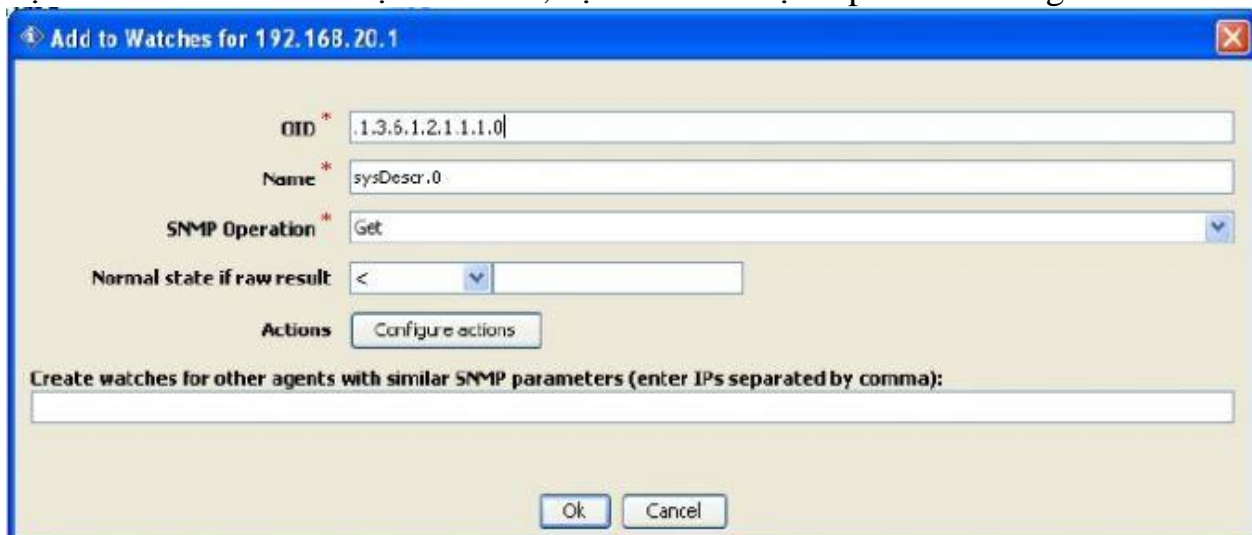 Add to Watches for 192.168.20.1
OID * .1.3.6.1.2.1.1.1.0
Name * sysDescr.0
SNMP Operation * Get
Normal state if raw result <
Actions Configure actions
Create watches for other agents with similar SNMP parameters (enter IPs separated by comma):
Ok Cancel